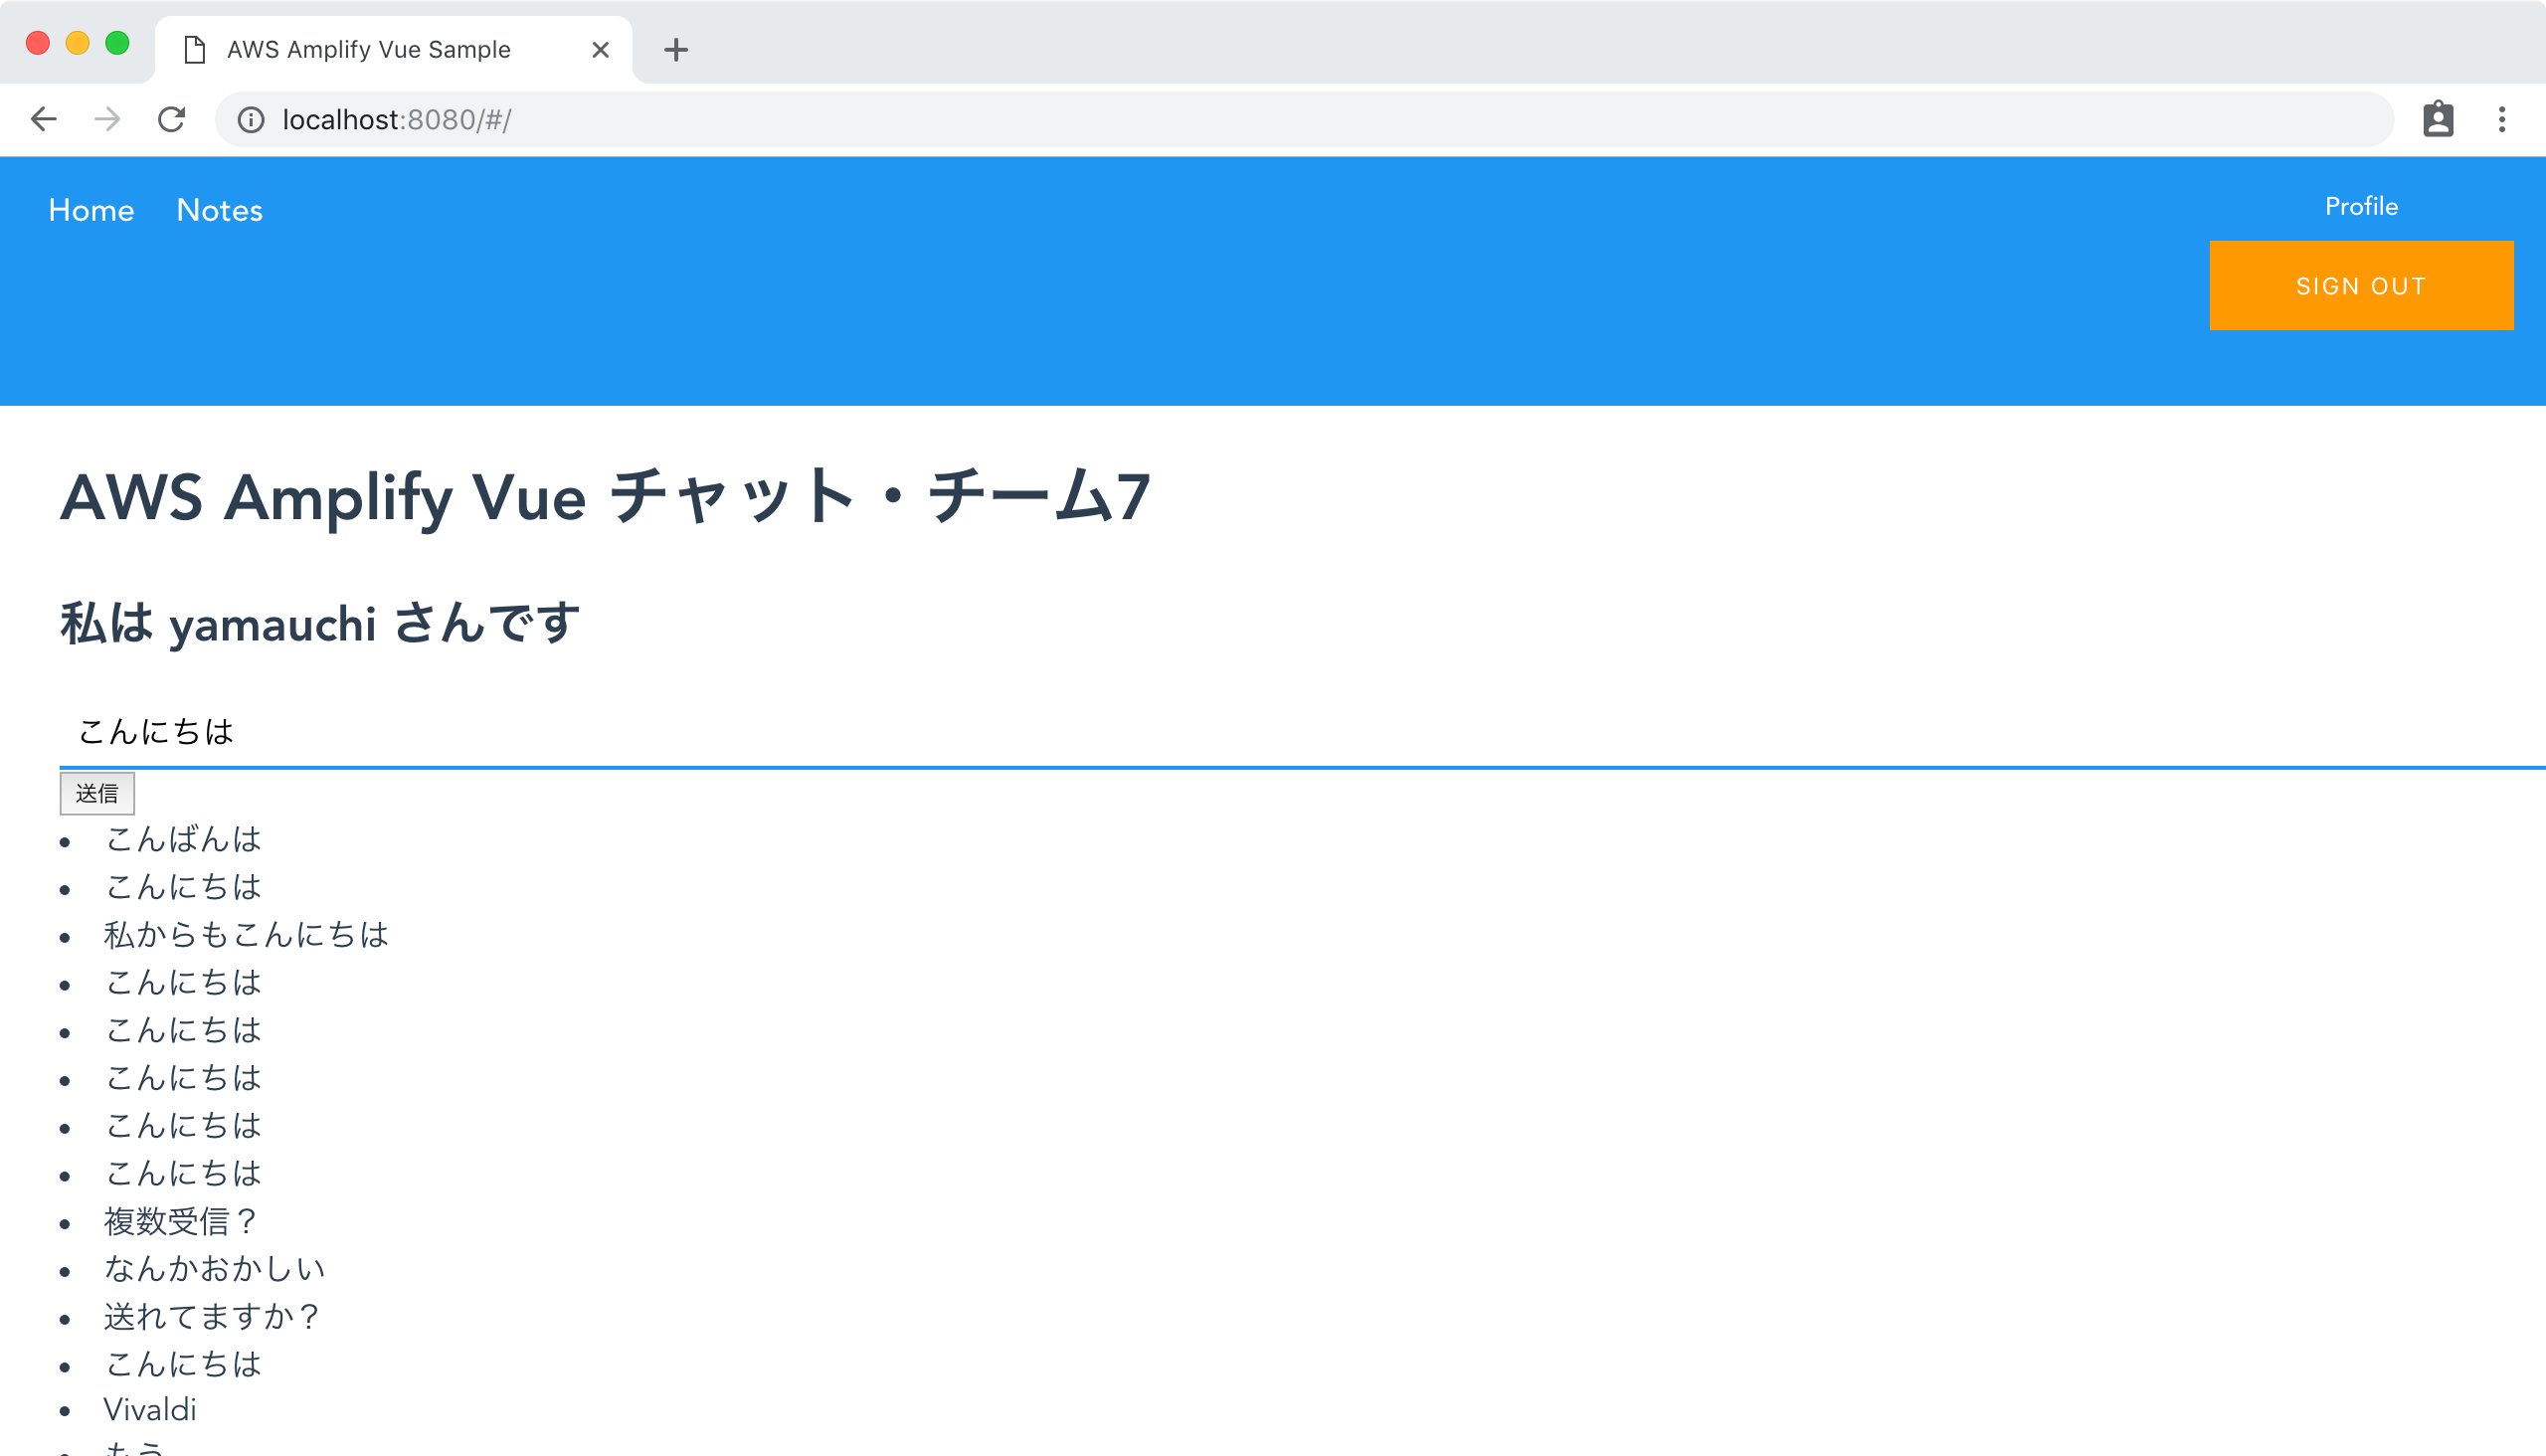 AWS Amplify Vue Sample
localhost:8080/#/
Home Notes Profile
SIGN OUT
AWS Amplify Vue チャット・チーム7
私は yamauchi さんです
こんにちは
送信
こんばんは
こんにちは
私からもこんにちは
こんにちは
こんにちは
こんにちは
こんにちは
こんにちは
複数受信？
なんかおかしい
送れてますか？
こんにちは
Vivaldi
もう